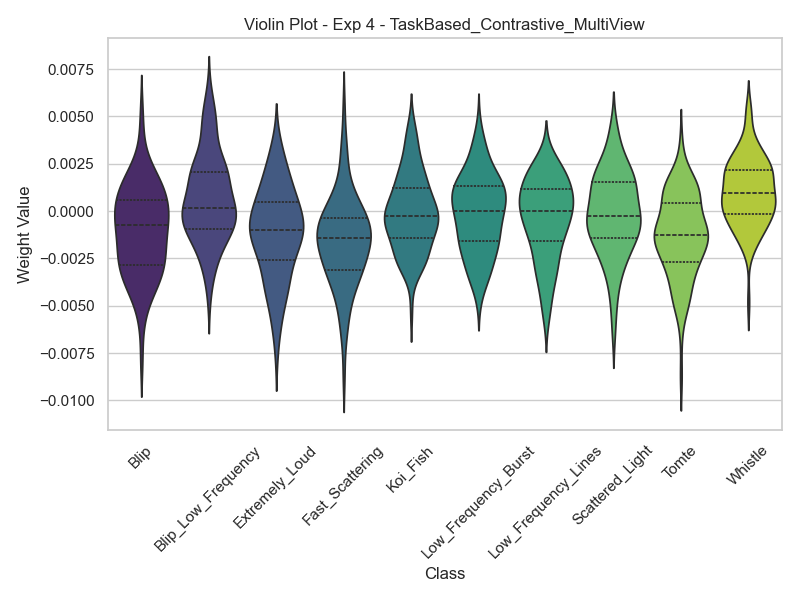 Violin Plot - Exp 4 - TaskBased_Contrastive_MultiView
0.0075
0.0050
0.0025
0.0000
−0.0025
−0.0050
−0.0075
−0.0100
Weight Value
Blip
Blip_Low_Frequency
Extremely_Loud
Fast_Scattering
Koi_Fish
Low_Frequency_Burst
Low_Frequency_Lines
Scattered_Light
Tomte
Whistle
Class